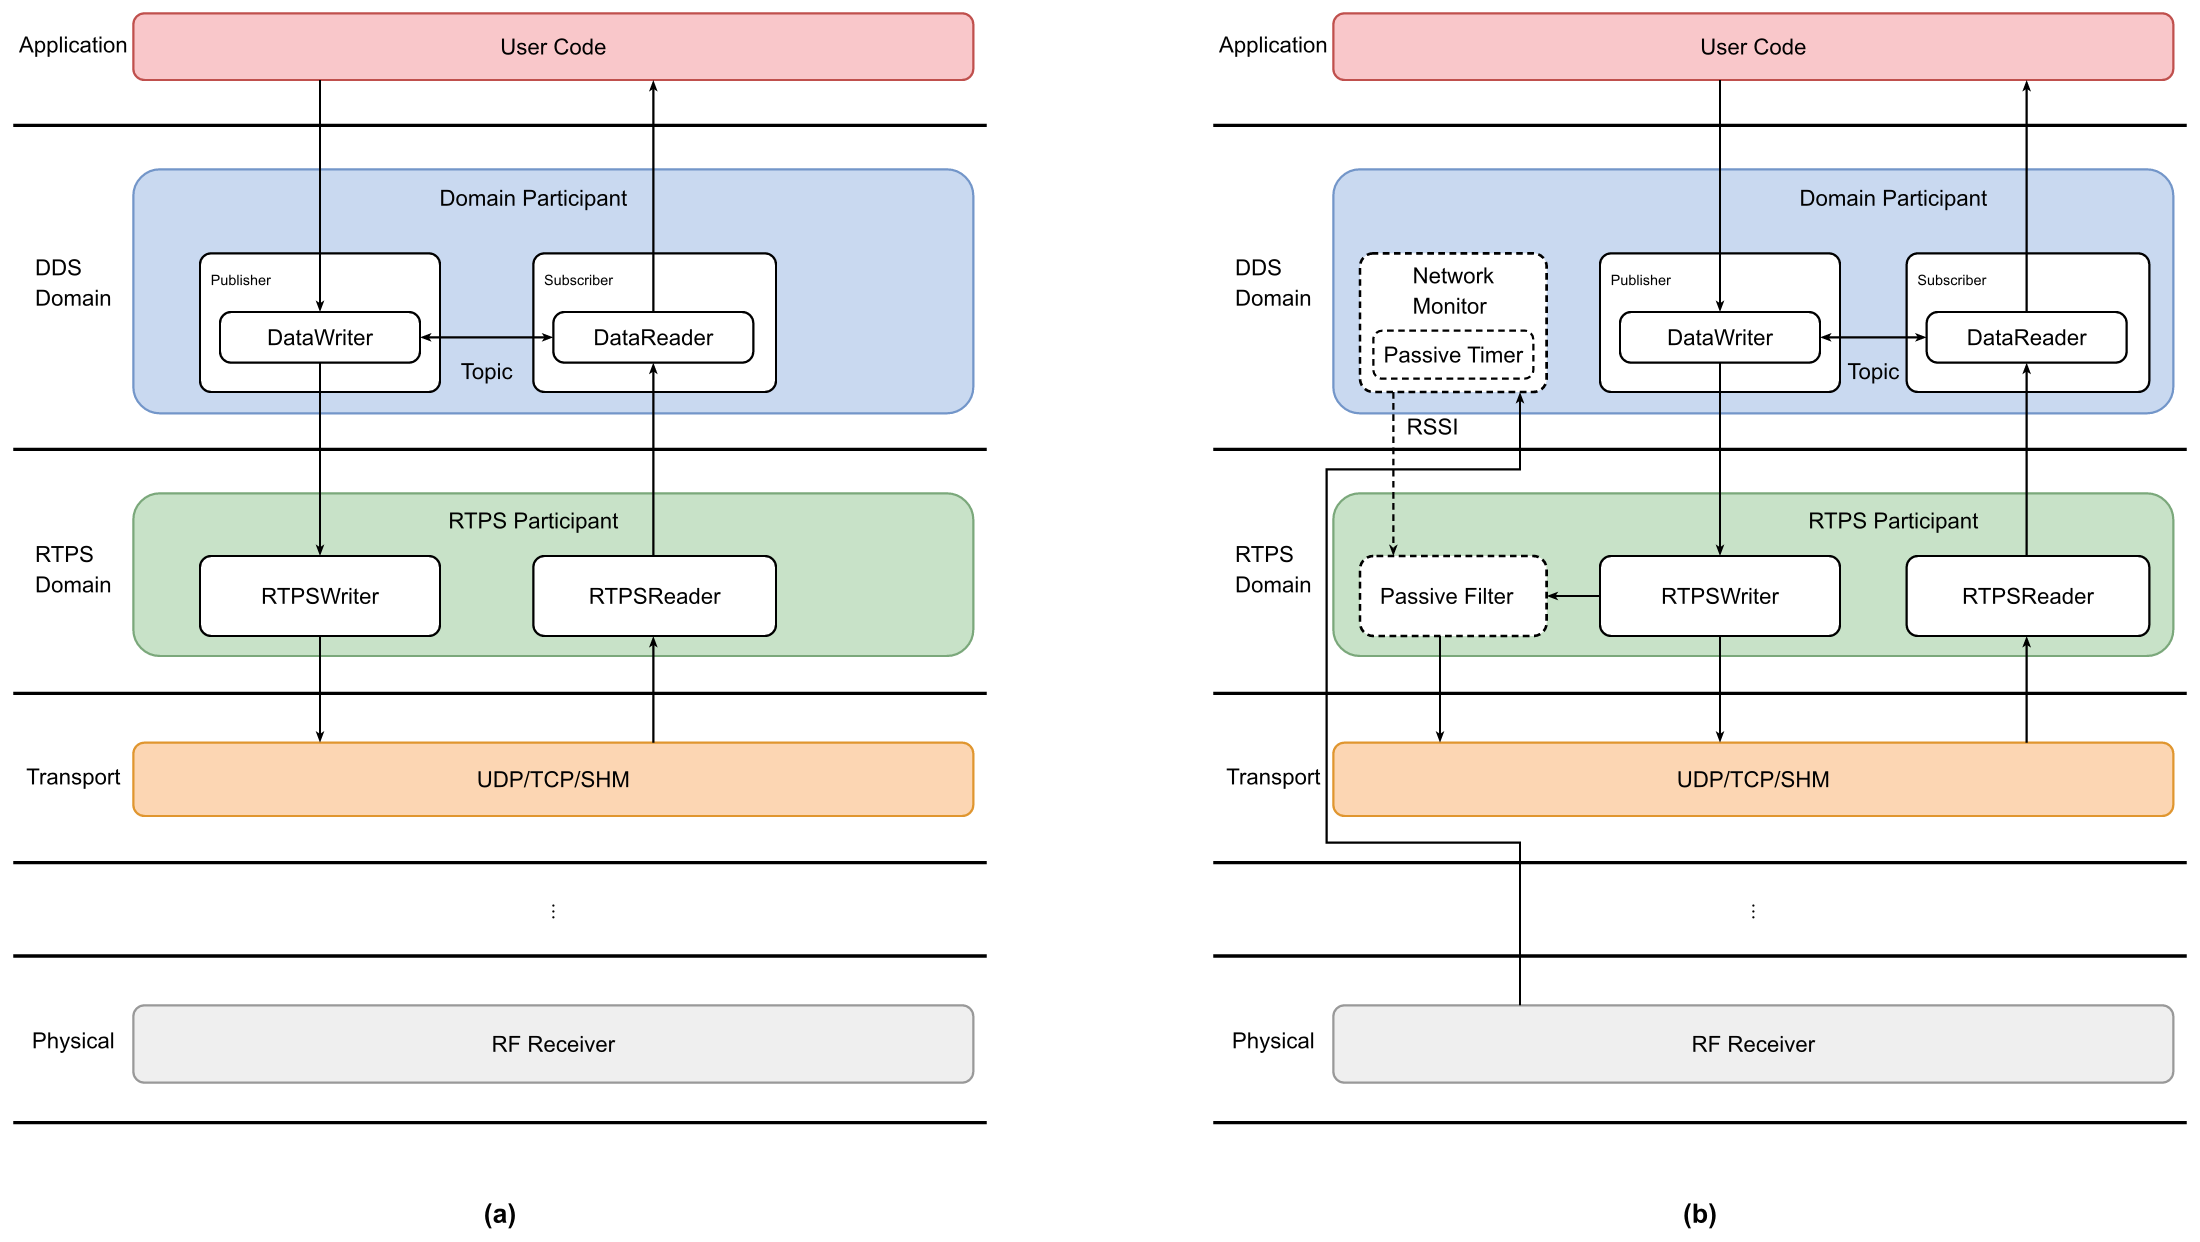 Application
User Code
Domain Participant
DDS
Domain
Publisher
Subscriber
DataWriter
DataReader
Topic
RTPS Participant
RTPS
Domain
RTPSWriter
RTPSReader
Transport
UDP/TCP/SHM
...
Physical
RF Receiver
(a)
Application
User Code
Domain Participant
DDS
Domain
Network
Monitor
Passive Timer
Publisher
Subscriber
DataWriter
DataReader
Topic
RSSI
RTPS Participant
RTPS
Domain
Passive Filter
RTPSWriter
RTPSReader
Transport
UDP/TCP/SHM
...
Physical
RF Receiver
(b)